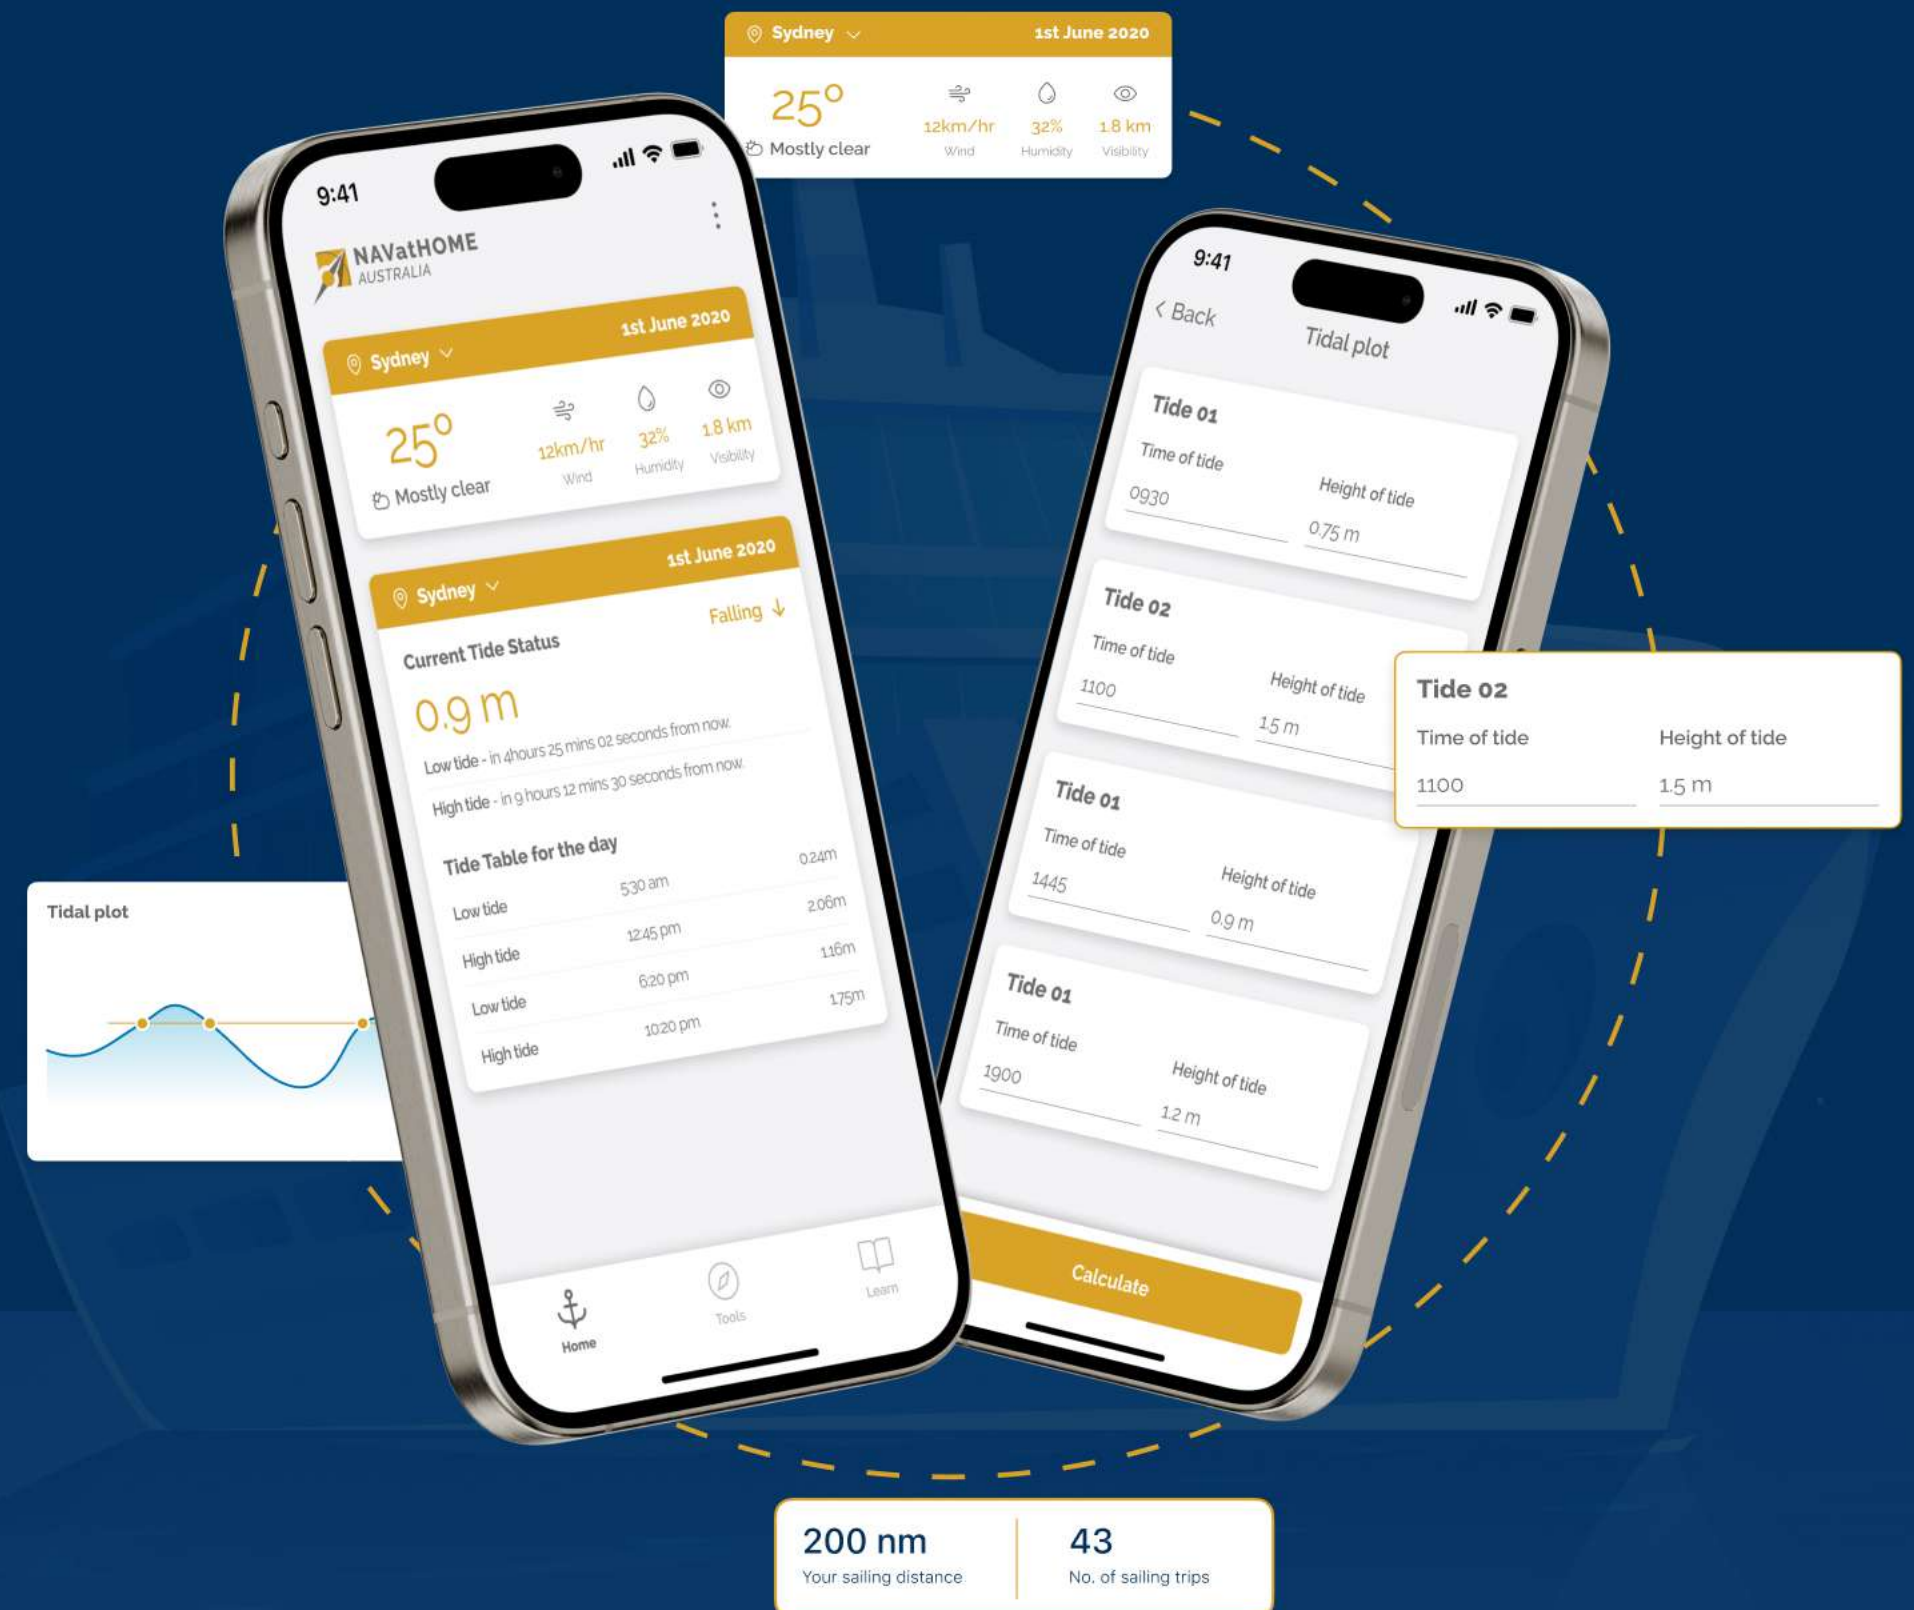 Sydney 1st June 2020
25°
Mostly clear
12km/hr 32% 1.8 km
Wind Humidity Visibility
9:41
NAVatHOME
AUSTRALIA
Sydney 1st June 2020
25°
Mostly clear
12km/hr 32% 1.8 km
Wind Humidity Visibility
Sydney 1st June 2020
Current Tide Status Falling ↓
0.9 m
Low tide - in 4hours 25 mins 02 seconds from now.
High tide - in 9 hours 12 mins 30 seconds from now.
Tide Table for the day
Low tide 5:30 am 0.24m
High tide 12:45 pm 2.06m
Low tide 6:20 pm 1.16m
High tide 10:20 pm 1.75m
Home Tools Learn
9:41
< Back
Tidal plot
Tide 01
Time of tide Height of tide
0930 0.75 m
Tide 02
Time of tide Height of tide
1100 1.5 m
Tide 01
Time of tide Height of tide
1445 0.9 m
Tide 01
Time of tide Height of tide
1900 1.2 m
Calculate
Tide 02
Time of tide Height of tide
1100 1.5 m
Tidal plot
200 nm 43
Your sailing distance No. of sailing trips